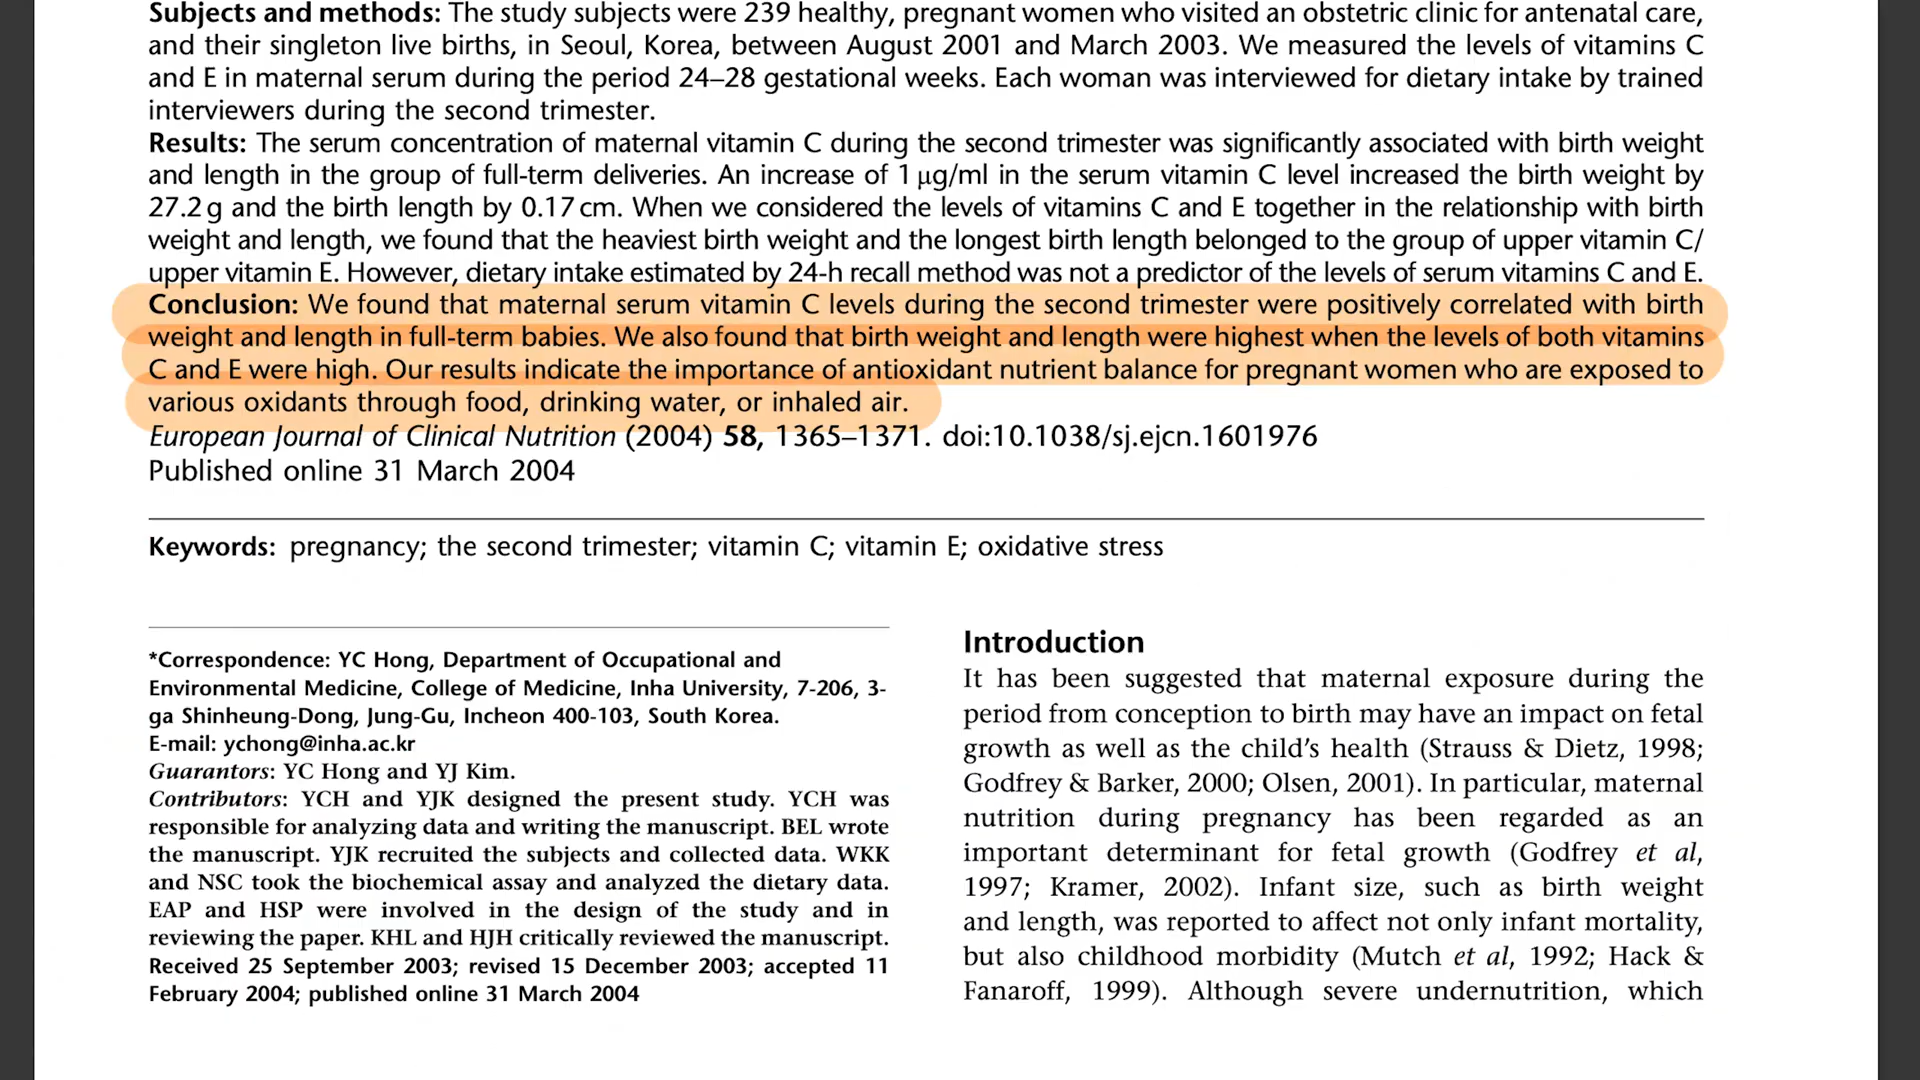 Subjects and methods: The study subjects were 239 healthy, pregnant women who visited an obstetric clinic for antenatal care,
and their singleton live births, in Seoul, Korea, between August 2001 and March 2003. We measured the levels of vitamins C
and E in maternal serum during the period 24–28 gestational weeks. Each woman was interviewed for dietary intake by trained
interviewers during the second trimester.
Results: The serum concentration of maternal vitamin C during the second trimester was significantly associated with birth weight
and length in the group of full-term deliveries. An increase of 1 μg/ml in the serum vitamin C level increased the birth weight by
27.2 g and the birth length by 0.17 cm. When we considered the levels of vitamins C and E together in the relationship with birth
weight and length, we found that the heaviest birth weight and the longest birth length belonged to the group of upper vitamin C/
upper vitamin E. However, dietary intake estimated by 24-h recall method was not a predictor of the levels of serum vitamins C and E.
Conclusion: We found that maternal serum vitamin C levels during the second trimester were positively correlated with birth
weight and length in full-term babies. We also found that birth weight and length were highest when the levels of both vitamins
C and E were high. Our results indicate the importance of antioxidant nutrient balance for pregnant women who are exposed to
various oxidants through food, drinking water, or inhaled air.
European Journal of Clinical Nutrition (2004) 58, 1365–1371. doi:10.1038/sj.ejcn.1601976
Published online 31 March 2004
Keywords: pregnancy; the second trimester; vitamin C; vitamin E; oxidative stress
*Correspondence: YC Hong, Department of Occupational and
Environmental Medicine, College of Medicine, Inha University, 7-206, 3-
ga Shinheung-Dong, Jung-Gu, Incheon 400-103, South Korea.
E-mail: ychong@inha.ac.kr
Guarantors: YC Hong and YJ Kim.
Contributors: YCH and YJK designed the present study. YCH was
responsible for analyzing data and writing the manuscript. BEL wrote
the manuscript. YJK recruited the subjects and collected data. WKK
and NSC took the biochemical assay and analyzed the dietary data.
EAP and HSP were involved in the design of the study and in
reviewing the paper. KHL and HJH critically reviewed the manuscript.
Received 25 September 2003; revised 15 December 2003; accepted 11
February 2004; published online 31 March 2004
Introduction
It has been suggested that maternal exposure during the
period from conception to birth may have an impact on fetal
growth as well as the child's health (Strauss & Dietz, 1998;
Godfrey & Barker, 2000; Olsen, 2001). In particular, maternal
nutrition during pregnancy has been regarded as an
important determinant for fetal growth (Godfrey et al,
1997; Kramer, 2002). Infant size, such as birth weight
and length, was reported to affect not only infant mortality,
but also childhood morbidity (Mutch et al, 1992; Hack &
Fanaroff, 1999). Although severe undernutrition, which